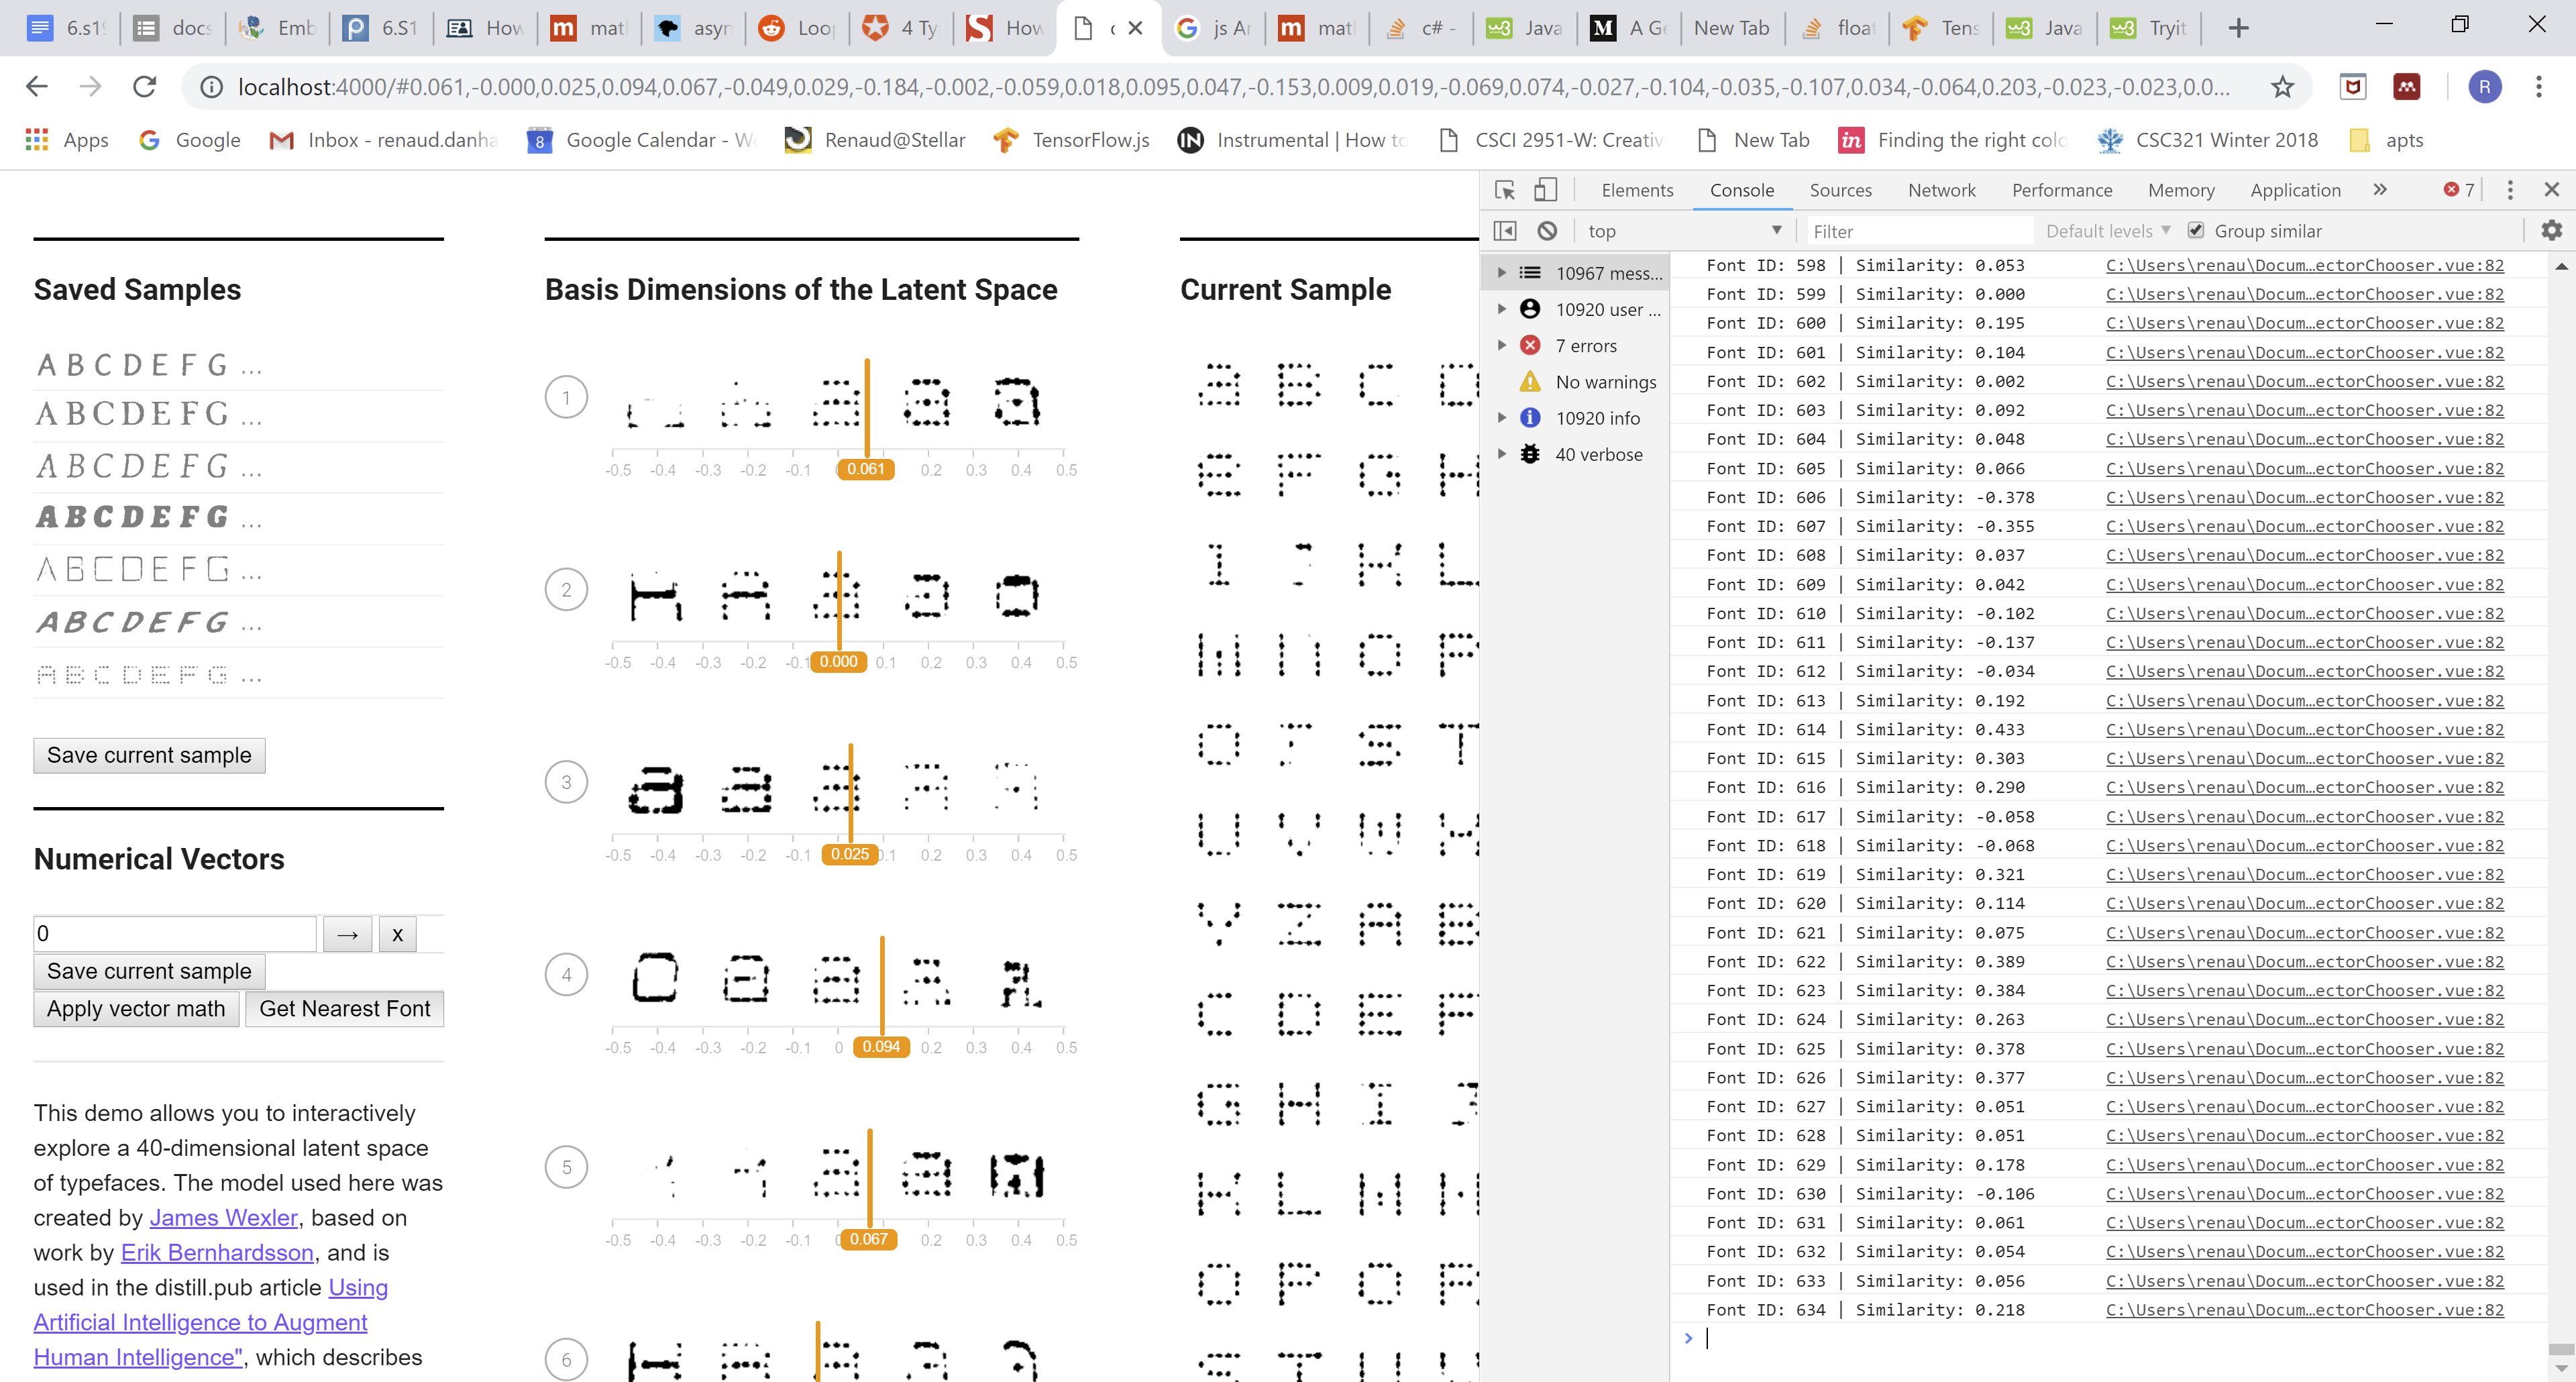 6.s19 docs Emb 6.S1 How mat asyn Loop 4 Ty How c js Ar mat c# - Java A Ge New Tab float Tens Java Tryit
localhost:4000/#0.061,-0.000,0.025,0.094,0.067,-0.049,0.029,-0.184,-0.002,-0.059,0.018,0.095,0.047,-0.153,0.009,0.019,-0.069,0.074,-0.027,-0.104,-0.035,-0.107,0.034,-0.064,0.203,-0.023,-0.023,0.0... R
Apps Google Inbox - renaud.danha Google Calendar - We Renaud@Stellar TensorFlow.js IN Instrumental | How to CSCI 2951-W: Creativ New Tab in Finding the right colo CSC321 Winter 2018 apts
Saved Samples
A B C D E F G ...
A B C D E F G ...
A B C D E F G ...
A B C D E F G ...
A B C D E F G ...
A B C D E F G ...
A B C D E F G ...
Save current sample
Numerical Vectors
0 → x
Save current sample
Apply vector math Get Nearest Font
This demo allows you to interactively
explore a 40-dimensional latent space
of typefaces. The model used here was
created by James Wexler, based on
work by Erik Bernhardsson, and is
used in the distill.pub article Using
Artificial Intelligence to Augment
Human Intelligence", which describes
Basis Dimensions of the Latent Space
1
-0.5 -0.4 -0.3 -0.2 -0.1 0.061 0.2 0.3 0.4 0.5
2
-0.5 -0.4 -0.3 -0.2 -0.1 0.000 0.1 0.2 0.3 0.4 0.5
3
-0.5 -0.4 -0.3 -0.2 -0.1 0.025 0.1 0.2 0.3 0.4 0.5
4
-0.5 -0.4 -0.3 -0.2 -0.1 0 0.094 0.2 0.3 0.4 0.5
5
-0.5 -0.4 -0.3 -0.2 -0.1 0.067 0.2 0.3 0.4 0.5
6
Current Sample
a B C D
E F G H
I J K L
M N O P
Q r S T
U V W X
Y Z A B
C D E F
G H I J
K L M N
O P Q R
S T U V
Elements Console Sources Network Performance Memory Application » 7
top Filter Default levels Group similar
10967 mess...
10920 user ...
7 errors
No warnings
10920 info
40 verbose
Font ID: 598 | Similarity: 0.053 C:\Users\renau\Docum…ectorChooser.vue:82
Font ID: 599 | Similarity: 0.000 C:\Users\renau\Docum…ectorChooser.vue:82
Font ID: 600 | Similarity: 0.195 C:\Users\renau\Docum…ectorChooser.vue:82
Font ID: 601 | Similarity: 0.104 C:\Users\renau\Docum…ectorChooser.vue:82
Font ID: 602 | Similarity: 0.002 C:\Users\renau\Docum…ectorChooser.vue:82
Font ID: 603 | Similarity: 0.092 C:\Users\renau\Docum…ectorChooser.vue:82
Font ID: 604 | Similarity: 0.048 C:\Users\renau\Docum…ectorChooser.vue:82
Font ID: 605 | Similarity: 0.066 C:\Users\renau\Docum…ectorChooser.vue:82
Font ID: 606 | Similarity: -0.378 C:\Users\renau\Docum…ectorChooser.vue:82
Font ID: 607 | Similarity: -0.355 C:\Users\renau\Docum…ectorChooser.vue:82
Font ID: 608 | Similarity: 0.037 C:\Users\renau\Docum…ectorChooser.vue:82
Font ID: 609 | Similarity: 0.042 C:\Users\renau\Docum…ectorChooser.vue:82
Font ID: 610 | Similarity: -0.102 C:\Users\renau\Docum…ectorChooser.vue:82
Font ID: 611 | Similarity: -0.137 C:\Users\renau\Docum…ectorChooser.vue:82
Font ID: 612 | Similarity: -0.034 C:\Users\renau\Docum…ectorChooser.vue:82
Font ID: 613 | Similarity: 0.192 C:\Users\renau\Docum…ectorChooser.vue:82
Font ID: 614 | Similarity: 0.433 C:\Users\renau\Docum…ectorChooser.vue:82
Font ID: 615 | Similarity: 0.303 C:\Users\renau\Docum…ectorChooser.vue:82
Font ID: 616 | Similarity: 0.290 C:\Users\renau\Docum…ectorChooser.vue:82
Font ID: 617 | Similarity: -0.058 C:\Users\renau\Docum…ectorChooser.vue:82
Font ID: 618 | Similarity: -0.068 C:\Users\renau\Docum…ectorChooser.vue:82
Font ID: 619 | Similarity: 0.321 C:\Users\renau\Docum…ectorChooser.vue:82
Font ID: 620 | Similarity: 0.114 C:\Users\renau\Docum…ectorChooser.vue:82
Font ID: 621 | Similarity: 0.075 C:\Users\renau\Docum…ectorChooser.vue:82
Font ID: 622 | Similarity: 0.389 C:\Users\renau\Docum…ectorChooser.vue:82
Font ID: 623 | Similarity: 0.384 C:\Users\renau\Docum…ectorChooser.vue:82
Font ID: 624 | Similarity: 0.263 C:\Users\renau\Docum…ectorChooser.vue:82
Font ID: 625 | Similarity: 0.378 C:\Users\renau\Docum…ectorChooser.vue:82
Font ID: 626 | Similarity: 0.377 C:\Users\renau\Docum…ectorChooser.vue:82
Font ID: 627 | Similarity: 0.051 C:\Users\renau\Docum…ectorChooser.vue:82
Font ID: 628 | Similarity: 0.051 C:\Users\renau\Docum…ectorChooser.vue:82
Font ID: 629 | Similarity: 0.178 C:\Users\renau\Docum…ectorChooser.vue:82
Font ID: 630 | Similarity: -0.106 C:\Users\renau\Docum…ectorChooser.vue:82
Font ID: 631 | Similarity: 0.061 C:\Users\renau\Docum…ectorChooser.vue:82
Font ID: 632 | Similarity: 0.054 C:\Users\renau\Docum…ectorChooser.vue:82
Font ID: 633 | Similarity: 0.056 C:\Users\renau\Docum…ectorChooser.vue:82
Font ID: 634 | Similarity: 0.218 C:\Users\renau\Docum…ectorChooser.vue:82